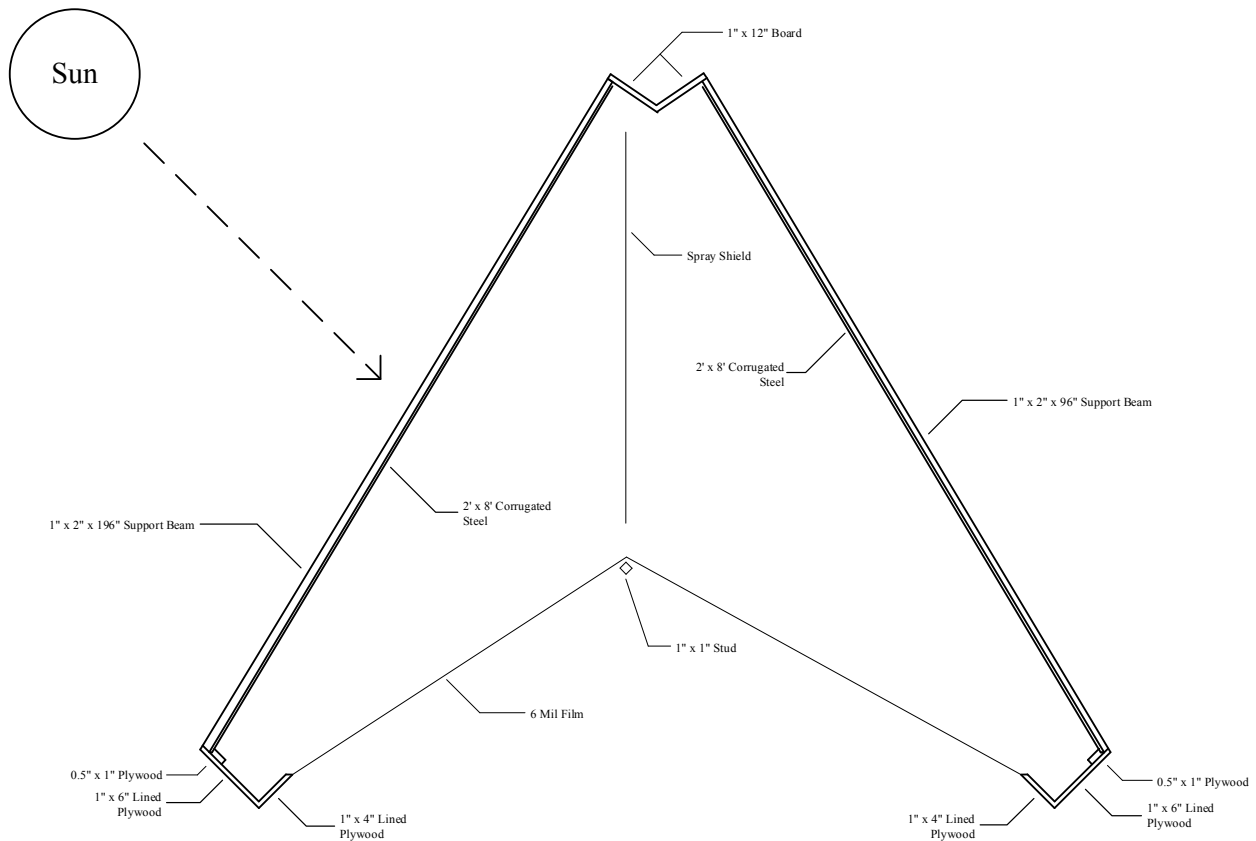 1" x 12" Board
Sun
Spray Shield
2' x 8' Corrugated
Steel
1" x 2" x 96" Support Beam
2' x 8' Corrugated
Steel
1" x 2" x 196" Support Beam
1" x 1" Stud
6 Mil Film
0.5" x 1" Plywood
1" x 6" Lined
Plywood
1" x 4" Lined
Plywood
0.5" x 1" Plywood
1" x 6" Lined
Plywood
1" x 4" Lined
Plywood